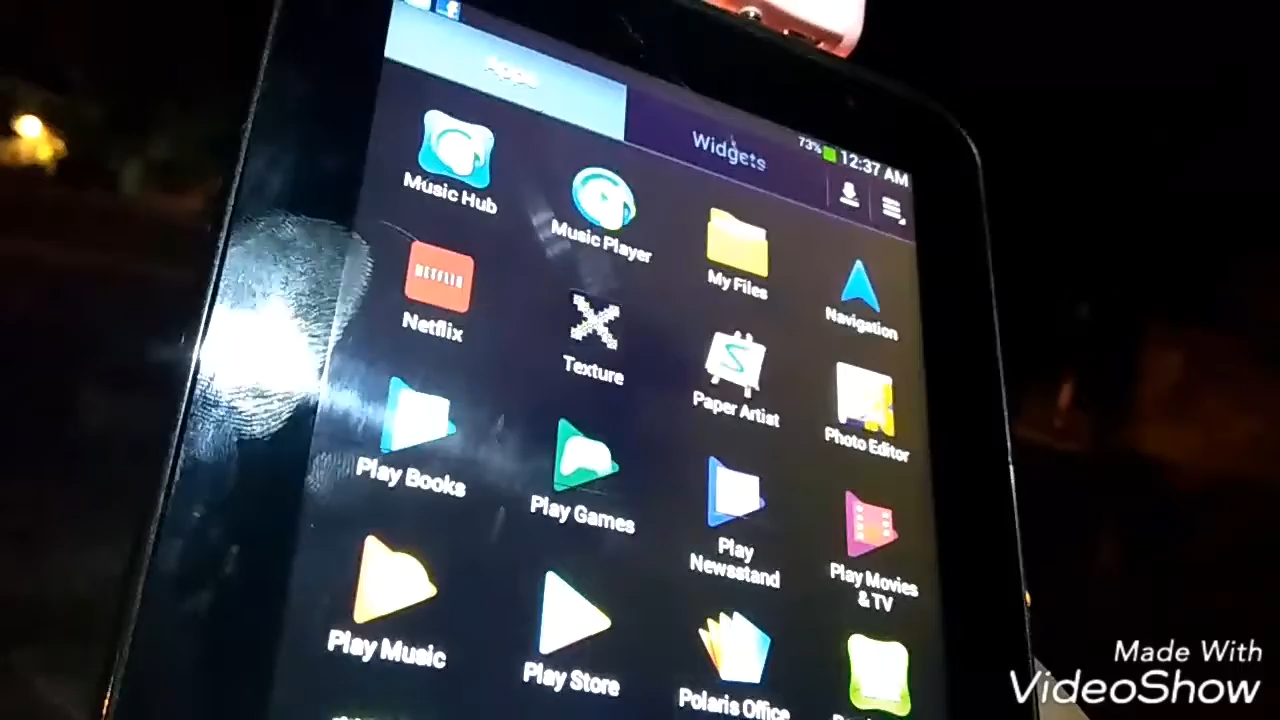 Apps
Widgets
73%
12:37 AM
Music Hub
Music Player
My Files
Navigation
NETFLIX
Netflix
Texture
Paper Artist
Photo Editor
Play Books
Play Games
Play
Newsstand
Play Movies
& TV
Play Music
Play Store
Polaris Office
Made With
VideoShow